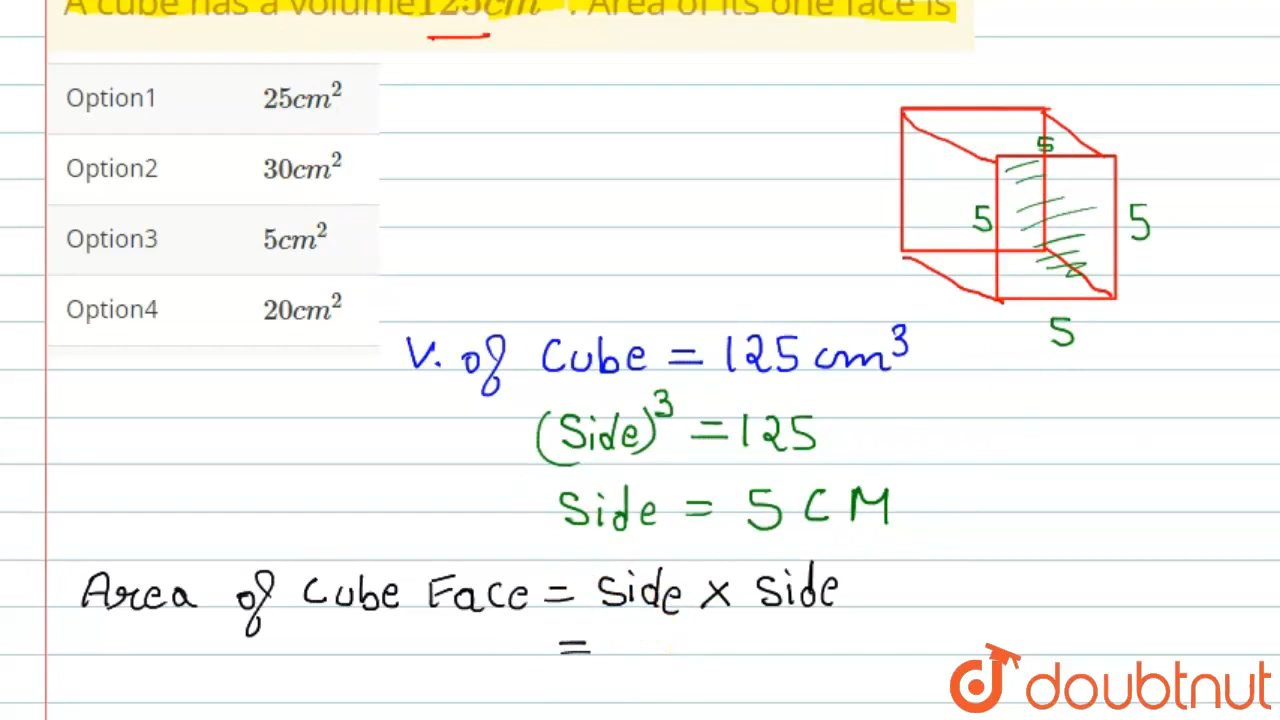 A cube has a volume 125cm . Area of its one face is
Option1 25cm²
Option2 30cm²
Option3 5cm²
Option4 20cm²
5
5 5
5
V. of Cube = 125 cm³
(Side)³ = 125
Side = 5 CM
Area of Cube Face = Side × Side
=
doubtnut